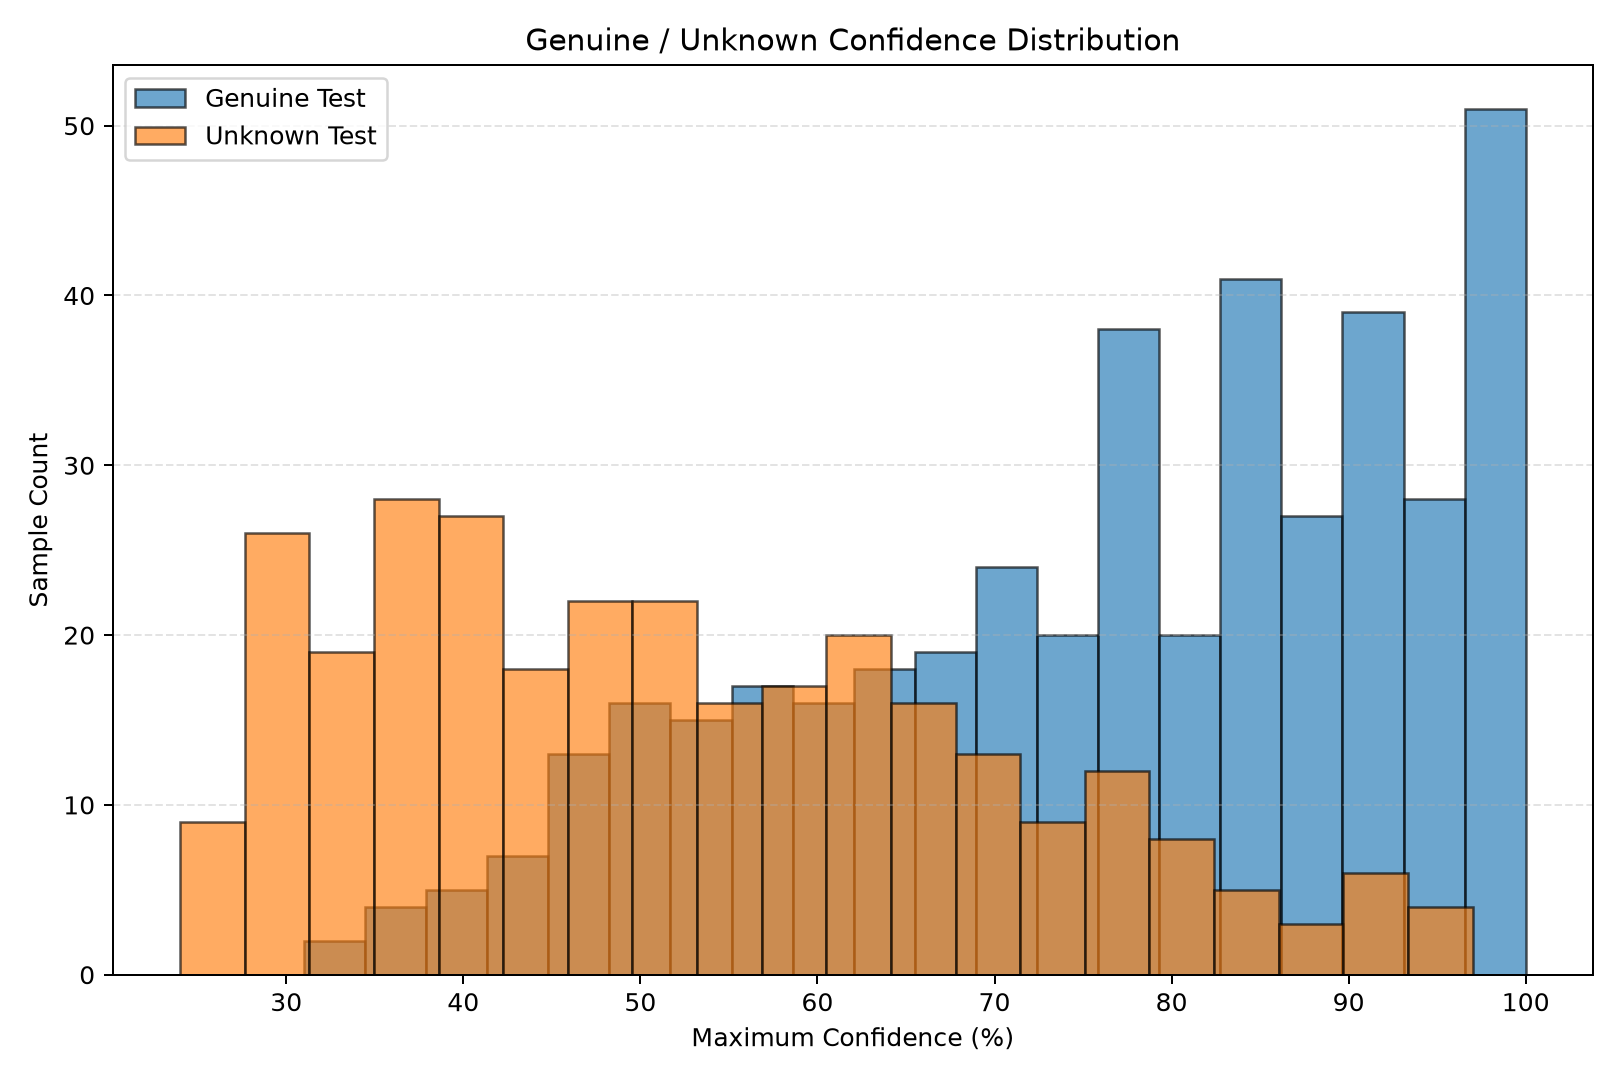 Genuine / Unknown Confidence Distribution
Genuine Test
Unknown Test
50
40
30
20
10
0
Sample Count
30 40 50 60 70 80 90 100
Maximum Confidence (%)